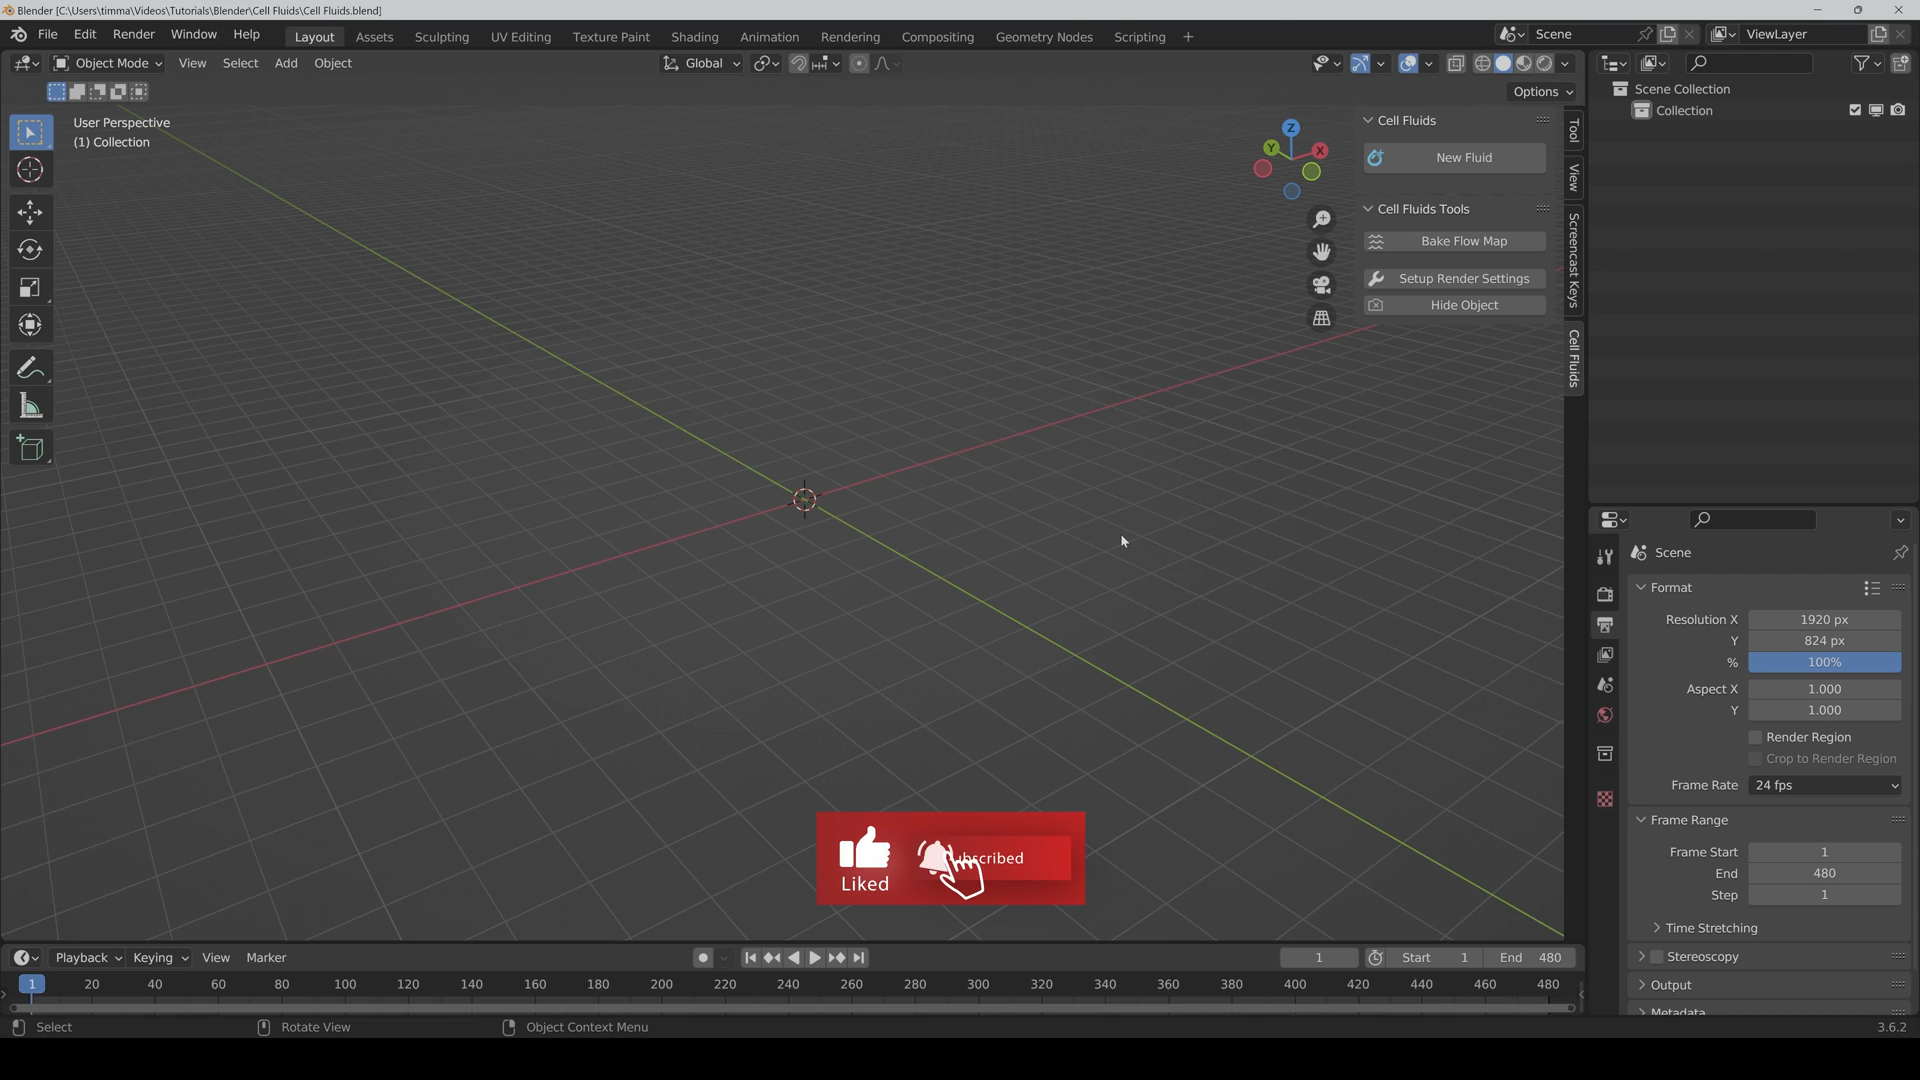 Blender [C:\Users\timma\Videos\Tutorials\Blender\Cell Fluids\Cell Fluids.blend]
File Edit Render Window Help Layout Assets Sculpting UV Editing Texture Paint Shading Animation Rendering Compositing Geometry Nodes Scripting + Scene ViewLayer
Object Mode View Select Add Object Global
Options
User Perspective
(1) Collection
Z
Y
X
Cell Fluids
New Fluid
Cell Fluids Tools
Bake Flow Map
Setup Render Settings
Hide Object
Tool
View
Screencast Keys
Cell Fluids
Scene Collection
Collection
Scene
Format
Resolution X 1920 px
Y 824 px
% 100%
Aspect X 1.000
Y 1.000
Render Region
Crop to Render Region
Frame Rate 24 fps
Frame Range
Frame Start 1
End 480
Step 1
Time Stretching
Stereoscopy
Output
Metadata
Liked
Playback Keying View Marker 1 Start 1 End 480
1 20 40 60 80 100 120 140 160 180 200 220 240 260 280 300 320 340 360 380 400 420 440 460 480
Select Rotate View Object Context Menu 3.6.2